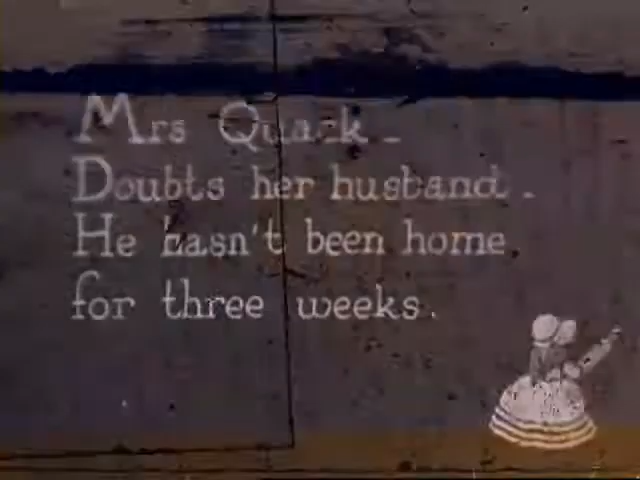 Mrs Quack -
Doubts her husband.
He hasn't been home
for three weeks.